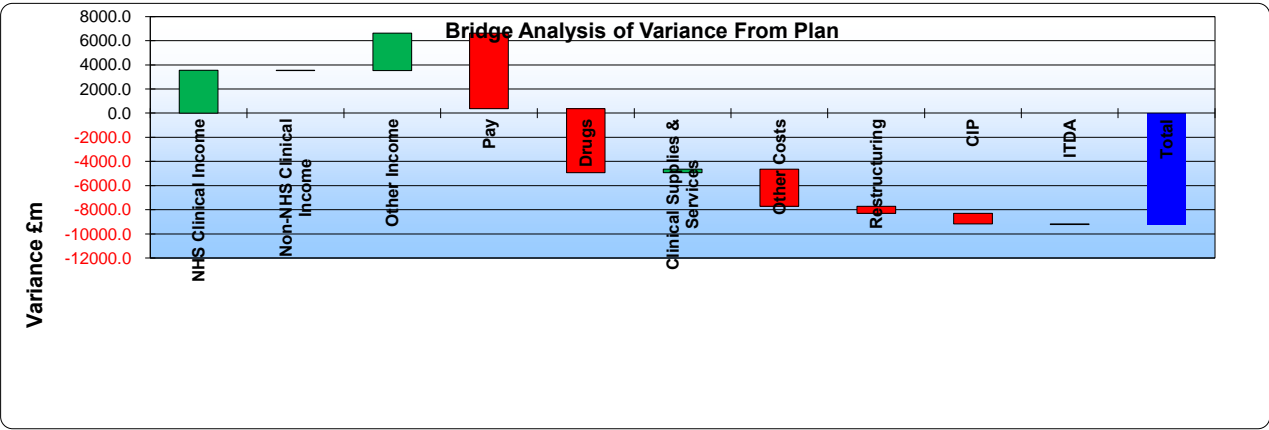 Bridge Analysis of Variance From Plan
8000.0
6000.0
4000.0
2000.0
0.0
-2000.0
-4000.0
-6000.0
-8000.0
-10000.0
-12000.0
Variance £m
NHS Clinical Income
Non-NHS Clinical
Income
Other Income
Pay
Drugs
Clinical Supplies &
Services
Other Costs
Restructuring
CIP
ITDA
Total